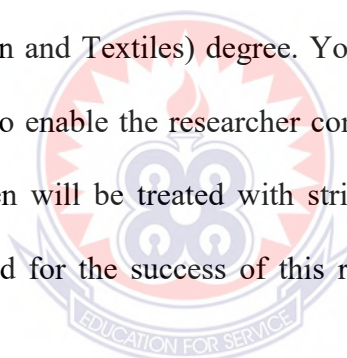 n and Textiles) degree. Yo
o enable the researcher con
n will be treated with stri
d for the success of this r
EDUCATION FOR SERVICE